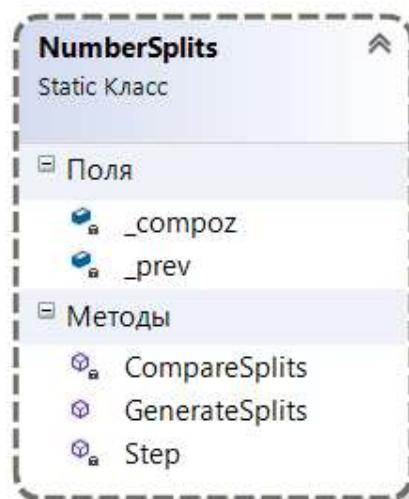 NumberSplits
Static Класс
Поля
_compoz
_prev
Методы
CompareSplits
GenerateSplits
Step